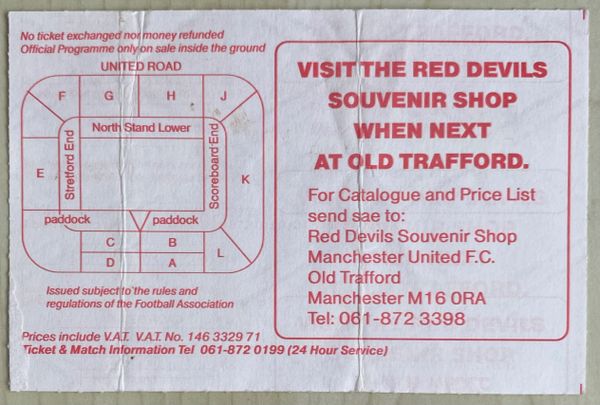 No ticket exchanged nor money refunded
Official Programme only on sale inside the ground
UNITED ROAD
F G H J
North Stand Lower
Stretford End
Scoreboard End
E
K
paddock paddock
C B
D A
L
Issued subject to the rules and
regulations of the Football Association
Prices include V.A.T. V.A.T. No. 146 3329 71
Ticket & Match Information Tel 061-872 0199 (24 Hour Service)
VISIT THE RED DEVILS
SOUVENIR SHOP
WHEN NEXT
AT OLD TRAFFORD.
For Catalogue and Price List
send sae to:
Red Devils Souvenir Shop
Manchester United F.C.
Old Trafford
Manchester M16 0RA
Tel: 061-872 3398